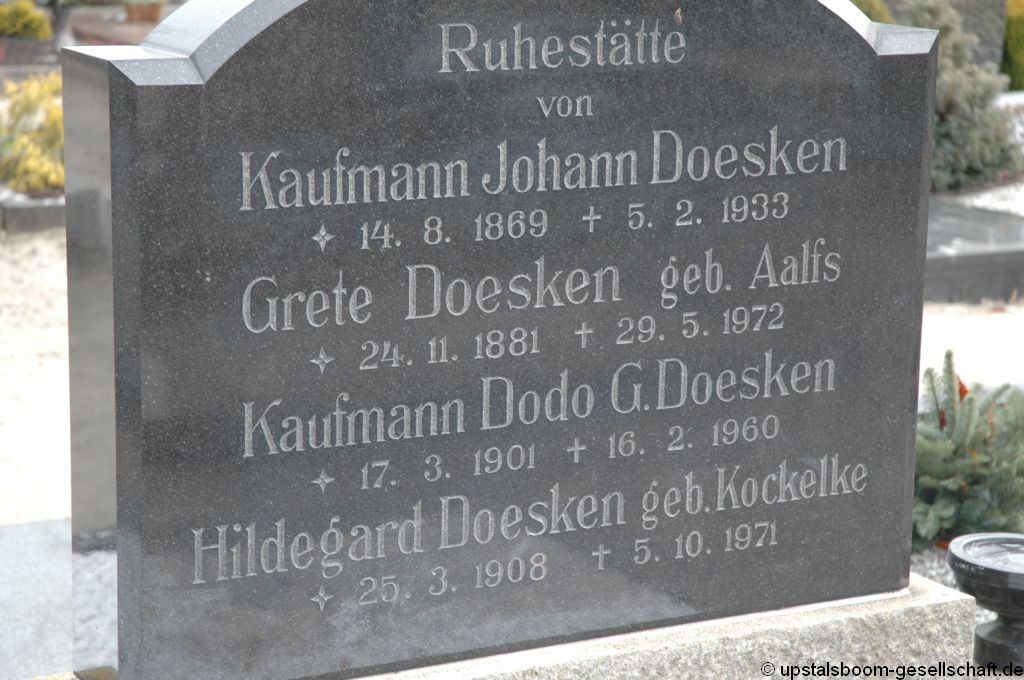 Ruhestätte
von
Kaufmann Johann Doesken
✧ 14. 8. 1869 ✝ 5. 2. 1933
Grete Doesken geb. Aalfs
✧ 24. 11. 1881 ✝ 29. 5. 1972
Kaufmann Dodo G. Doesken
✧ 17. 3. 1901 ✝ 16. 2. 1960
Hildegard Doesken geb. Kockelke
✧ 25. 3. 1908 ✝ 5. 10. 1971
© upstalsboom-gesellschaft.de